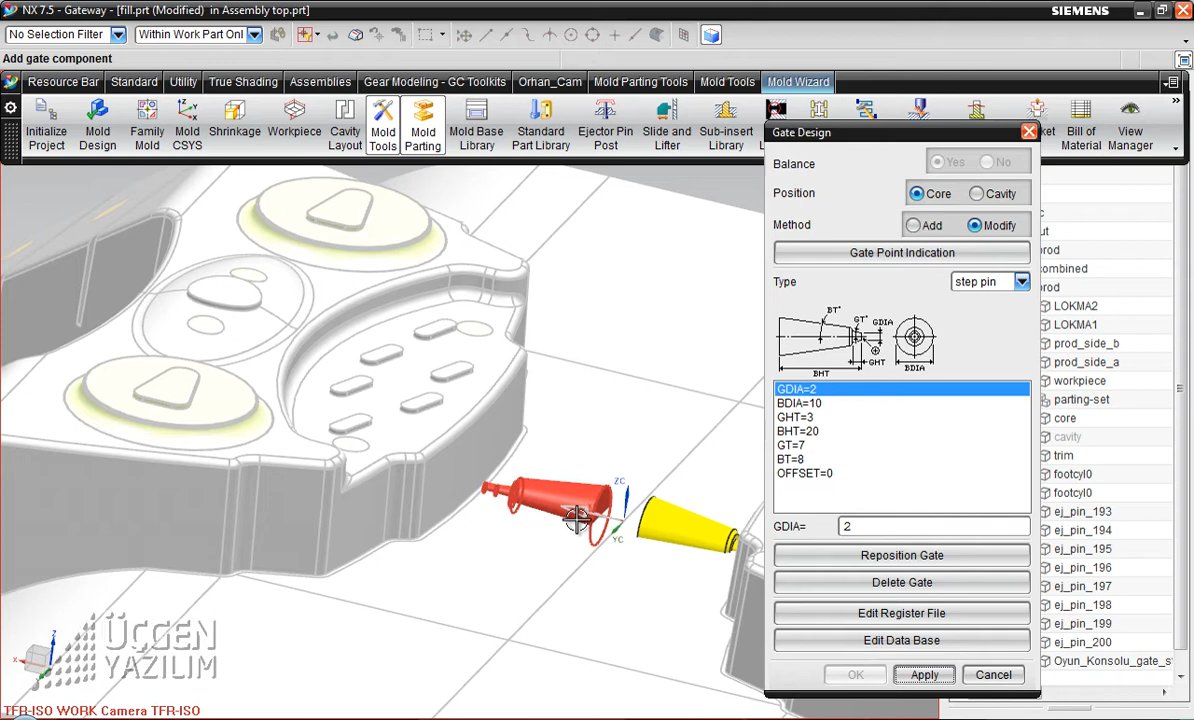 NX 7.5 - Gateway - [fill.prt (Modified)  in Assembly top.prt]
SIEMENS
No Selection Filter
Within Work Part Onl
Add gate component
Resource Bar
Standard
Utility
True Shading
Assemblies
Gear Modeling - GC Toolkits
Orhan_Cam
Mold Parting Tools
Mold Tools
Mold Wizard
Initialize Project
Mold Design
Family Mold
Mold CSYS
Shrinkage
Workpiece
Cavity Layout
Mold Tools
Mold Parting
Mold Base Library
Standard Part Library
Ejector Pin Post
Slide and Lifter
Sub-insert Library
Bill of Material
View Manager
Gate Design
Balance
Yes
No
Position
Core
Cavity
Method
Add
Modify
Gate Point Indication
Type
step pin
BT°
GT°
GDIA
GHT
BHT
BDIA
GDIA=2
BDIA=10
GHT=3
BHT=20
GT=7
BT=8
OFFSET=0
GDIA=
2
Reposition Gate
Delete Gate
Edit Register File
Edit Data Base
OK
Apply
Cancel
prod
combined
prod
LOKMA2
LOKMA1
prod_side_b
prod_side_a
workpiece
parting-set
core
cavity
trim
footcyl0
footcyl0
ej_pin_193
ej_pin_194
ej_pin_195
ej_pin_196
ej_pin_197
ej_pin_198
ej_pin_199
ej_pin_200
Oyun_Konsolu_gate_s
ZC
YC
ÜÇGEN
YAZILIM
Z
X
Y
TFR-ISO WORK Camera TFR-ISO